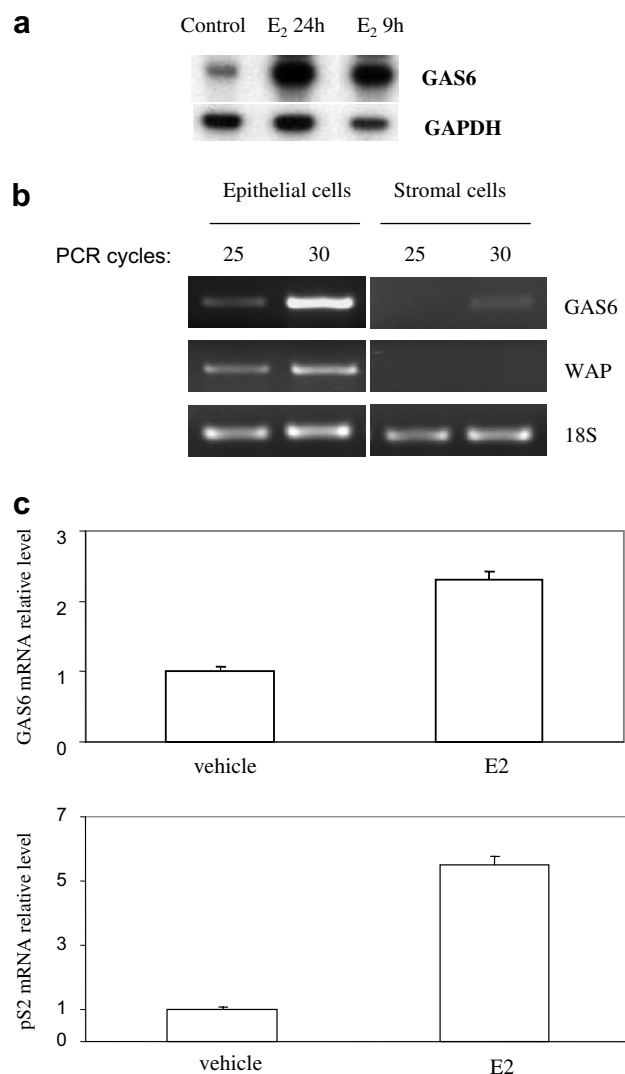 a
Control E₂ 24h E₂ 9h
GAS6
GAPDH
b
Epithelial cells Stromal cells
PCR cycles: 25 30 25 30
GAS6
WAP
18S
c
GAS6 mRNA relative level
3
2
1
0
vehicle E2
pS2 mRNA relative level
7
5
3
1
0
vehicle E2